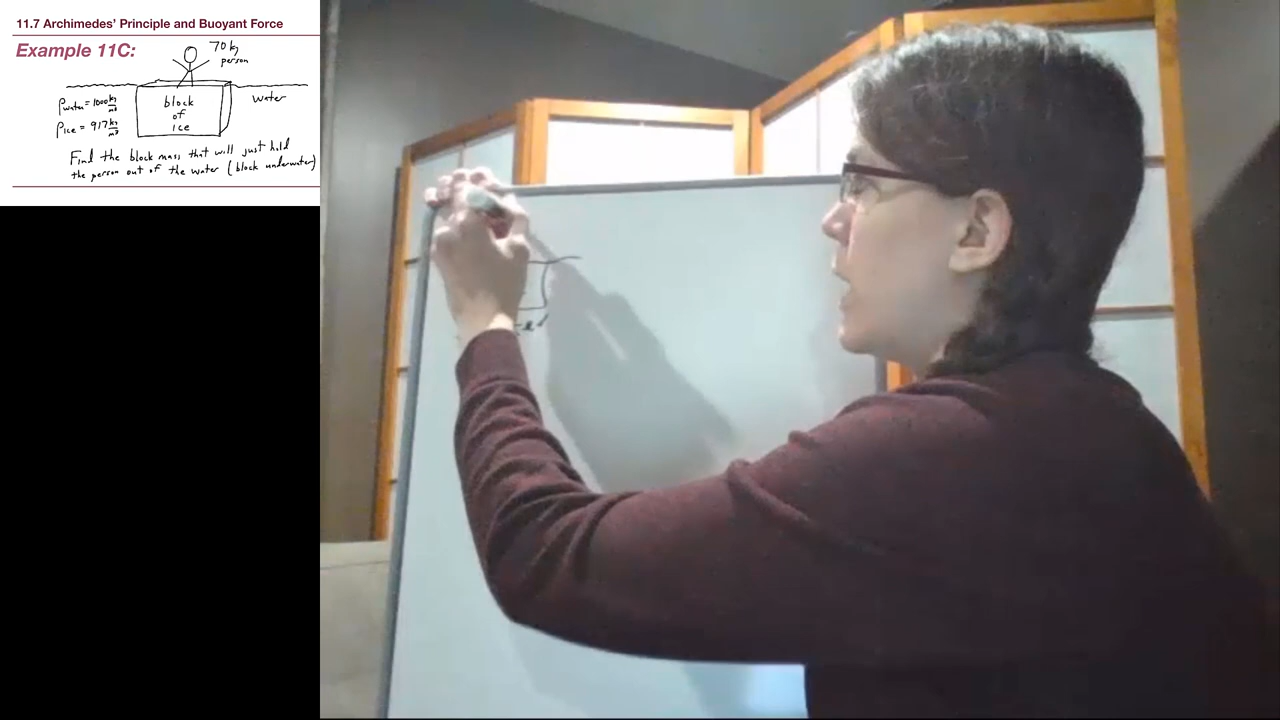 11.7 Archimedes' Principle and Buoyant Force
Example 11C:
70 kg
person
ρwater = 1000 kg/m³
block
of
ice
water
ρice = 917 kg/m³
Find the block mass that will just hold
the person out of the water (block underwater)